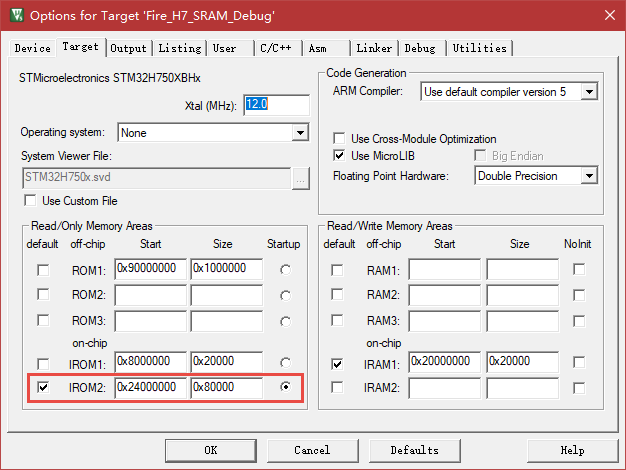 Options for Target 'Fire_H7_SRAM_Debug'
Device Target Output Listing User C/C++ Asm Linker Debug Utilities
STMicroelectronics STM32H750XBHx
Xtal (MHz): 12.0
Operating system: None
System Viewer File:
STM32H750x.svd ...
Use Custom File
Code Generation
ARM Compiler: Use default compiler version 5
Use Cross-Module Optimization
Use MicroLIB Big Endian
Floating Point Hardware: Double Precision
Read/Only Memory Areas
default off-chip Start Size Startup
ROM1: 0x90000000 0x1000000
ROM2:
ROM3:
on-chip
IROM1: 0x8000000 0x20000
IROM2: 0x24000000 0x80000
Read/Write Memory Areas
default off-chip Start Size NoInit
RAM1:
RAM2:
RAM3:
on-chip
IRAM1: 0x20000000 0x20000
IRAM2:
OK Cancel Defaults Help